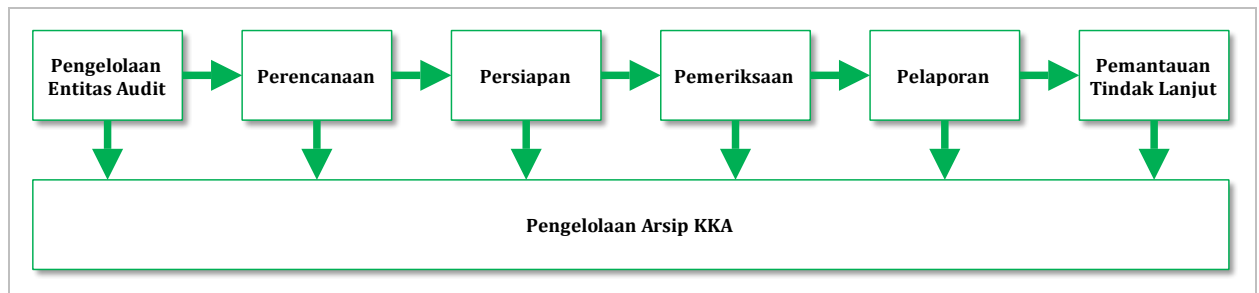 Pengelolaan
Entitas Audit
Perencanaan
Persiapan
Pemeriksaan
Pelaporan
Pemantauan
Tindak Lanjut
Pengelolaan Arsip KKA